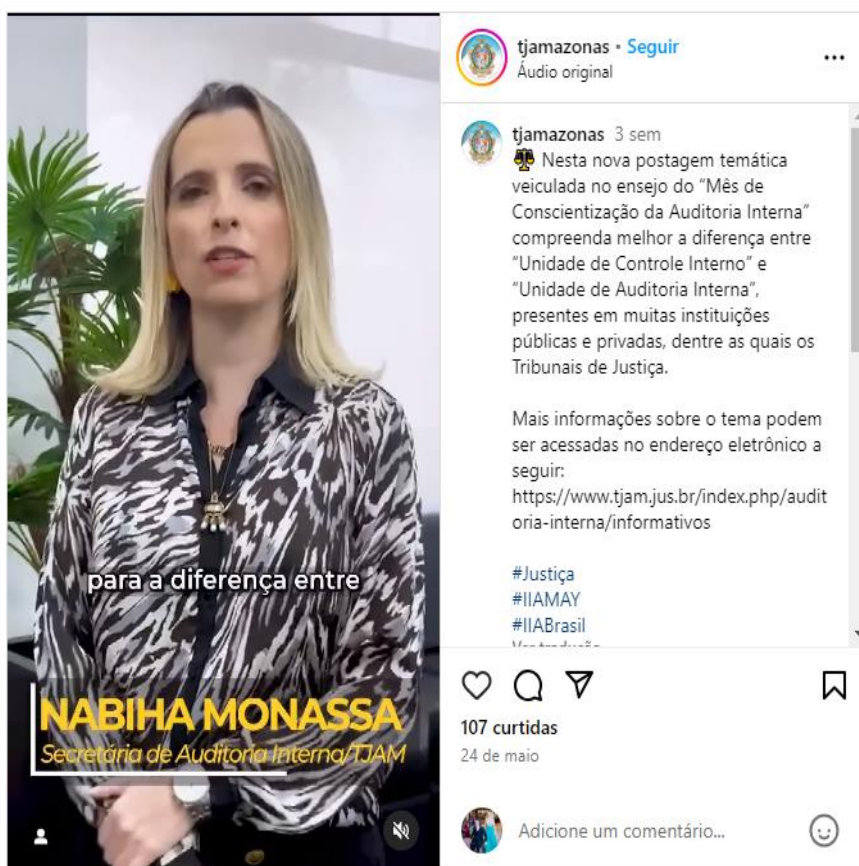 para a diferença entre
NABIHA MONASSA
Secretária de Auditoria Interna/TJAM
tjamazonas • Seguir
Áudio original
tjamazonas 3 sem
Nesta nova postagem temática
veiculada no ensejo do “Mês de
Conscientização da Auditoria Interna”
compreenda melhor a diferença entre
“Unidade de Controle Interno” e
“Unidade de Auditoria Interna”,
presentes em muitas instituições
públicas e privadas, dentre as quais os
Tribunais de Justiça.
Mais informações sobre o tema podem
ser acessadas no endereço eletrônico a
seguir:
https://www.tjam.jus.br/index.php/audit
oria-interna/informativos
#Justiça
#IIAMAY
#IIABrasil
Ver tradução
107 curtidas
24 de maio
Adicione um comentário...